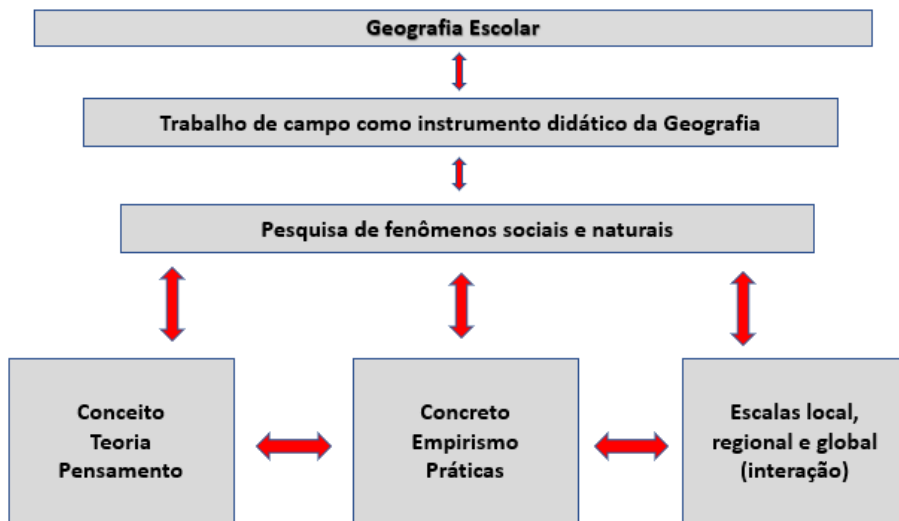 Geografia Escolar
Trabalho de campo como instrumento didático da Geografia
Pesquisa de fenômenos sociais e naturais
Conceito
Teoria
Pensamento
Concreto
Empirismo
Práticas
Escalas local,
regional e global
(interação)